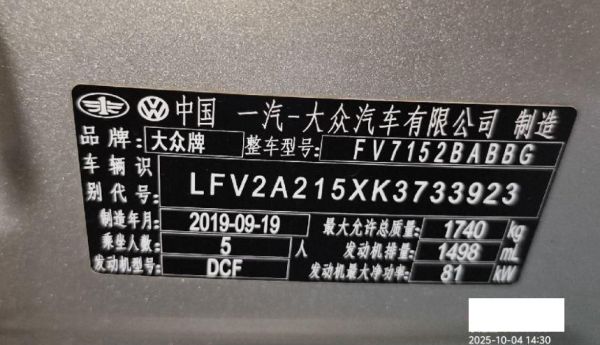 中国 一汽-大众汽车有限公司 制造
品牌: 大众牌 整车型号: FV7152BABBG
车辆识别代号: LFV2A215XK3733923
制造年月: 2019-09-19 最大允许总质量: 1740 kg
乘坐人数: 5 人 发动机排量: 1498 mL
发动机型号: DCF 发动机最大净功率: 81 kW
2025-10-04 14:30